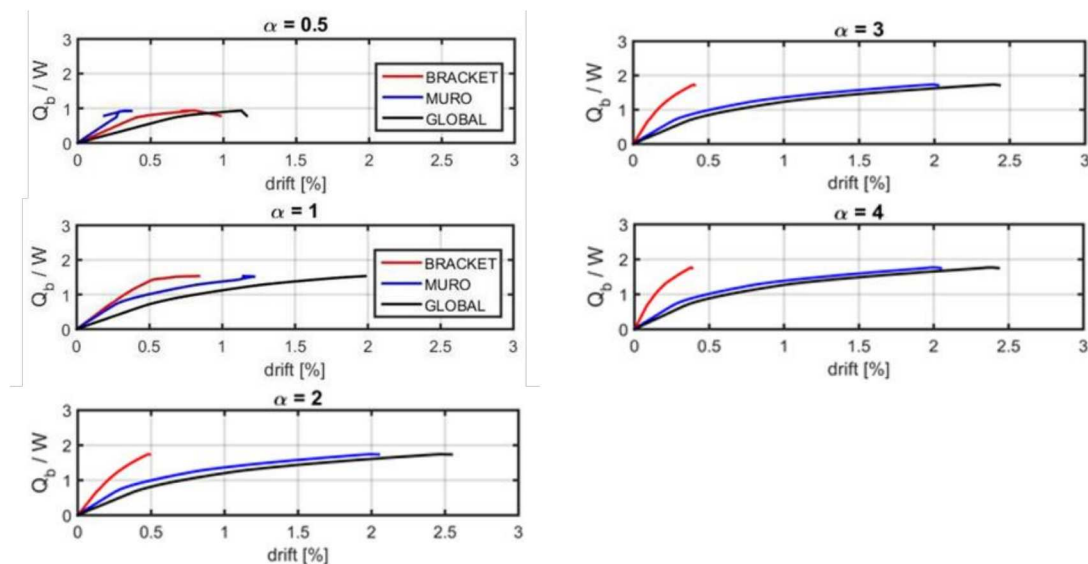 α = 0.5
Q_b / W
3
2
1
0
BRACKET
MURO
GLOBAL
0 0.5 1 1.5 2 2.5 3
drift [%]
α = 1
Q_b / W
3
2
1
0
BRACKET
MURO
GLOBAL
0 0.5 1 1.5 2 2.5 3
drift [%]
α = 2
Q_b / W
3
2
1
0
0 0.5 1 1.5 2 2.5 3
drift [%]
α = 3
Q_b / W
3
2
1
0
0 0.5 1 1.5 2 2.5 3
drift [%]
α = 4
Q_b / W
3
2
1
0
0 0.5 1 1.5 2 2.5 3
drift [%]